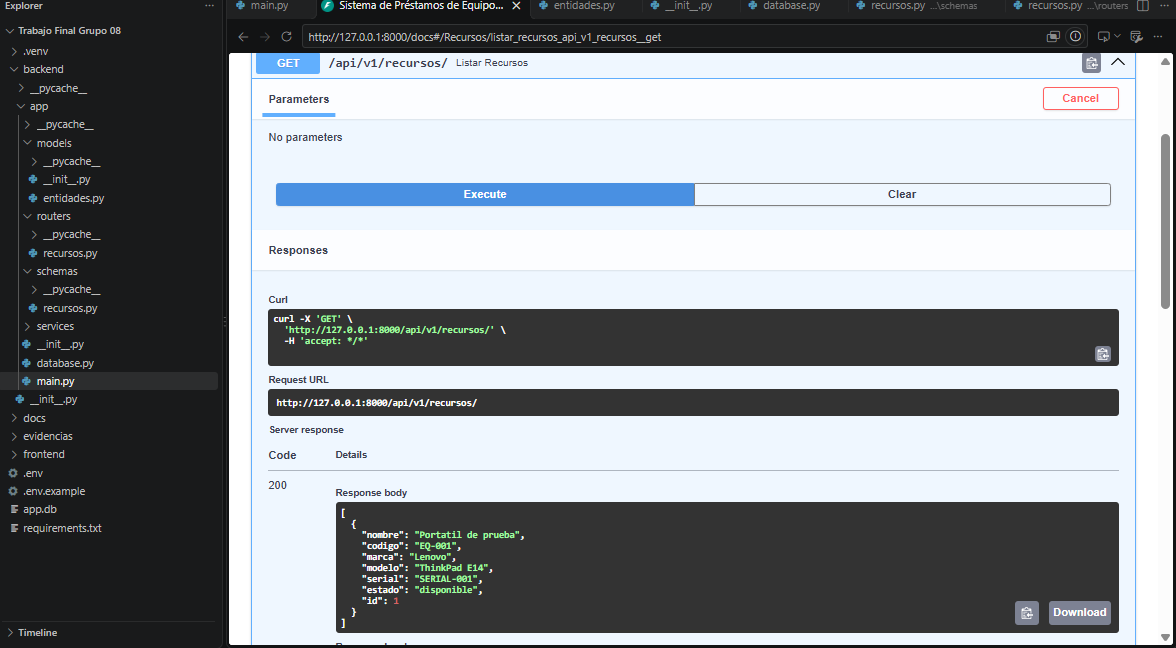 Explorer
Trabajo Final Grupo 08
.venv
backend
__pycache__
app
__pycache__
models
__pycache__
__init__.py
entidades.py
routers
__pycache__
recursos.py
schemas
__pycache__
recursos.py
services
__init__.py
database.py
main.py
__init__.py
docs
evidencias
frontend
.env
.env.example
app.db
requirements.txt
Timeline
main.py
Sistema de Préstamos de Equipo...
entidades.py
__init__.py
database.py
recursos.py ...\schemas
recursos.py ...\routers
http://127.0.0.1:8000/docs#/Recursos/listar_recursos_api_v1_recursos__get
GET /api/v1/recursos/ Listar Recursos
Parameters
Cancel
No parameters
Execute
Clear
Responses
Curl
curl -X 'GET' \
'http://127.0.0.1:8000/api/v1/recursos/' \
-H 'accept: */*'
Request URL
http://127.0.0.1:8000/api/v1/recursos/
Server response
Code Details
200
Response body
[
{
"nombre": "Portatil de prueba",
"codigo": "EQ-001",
"marca": "Lenovo",
"modelo": "ThinkPad E14",
"serial": "SERIAL-001",
"estado": "disponible",
"id": 1
}
]
Download